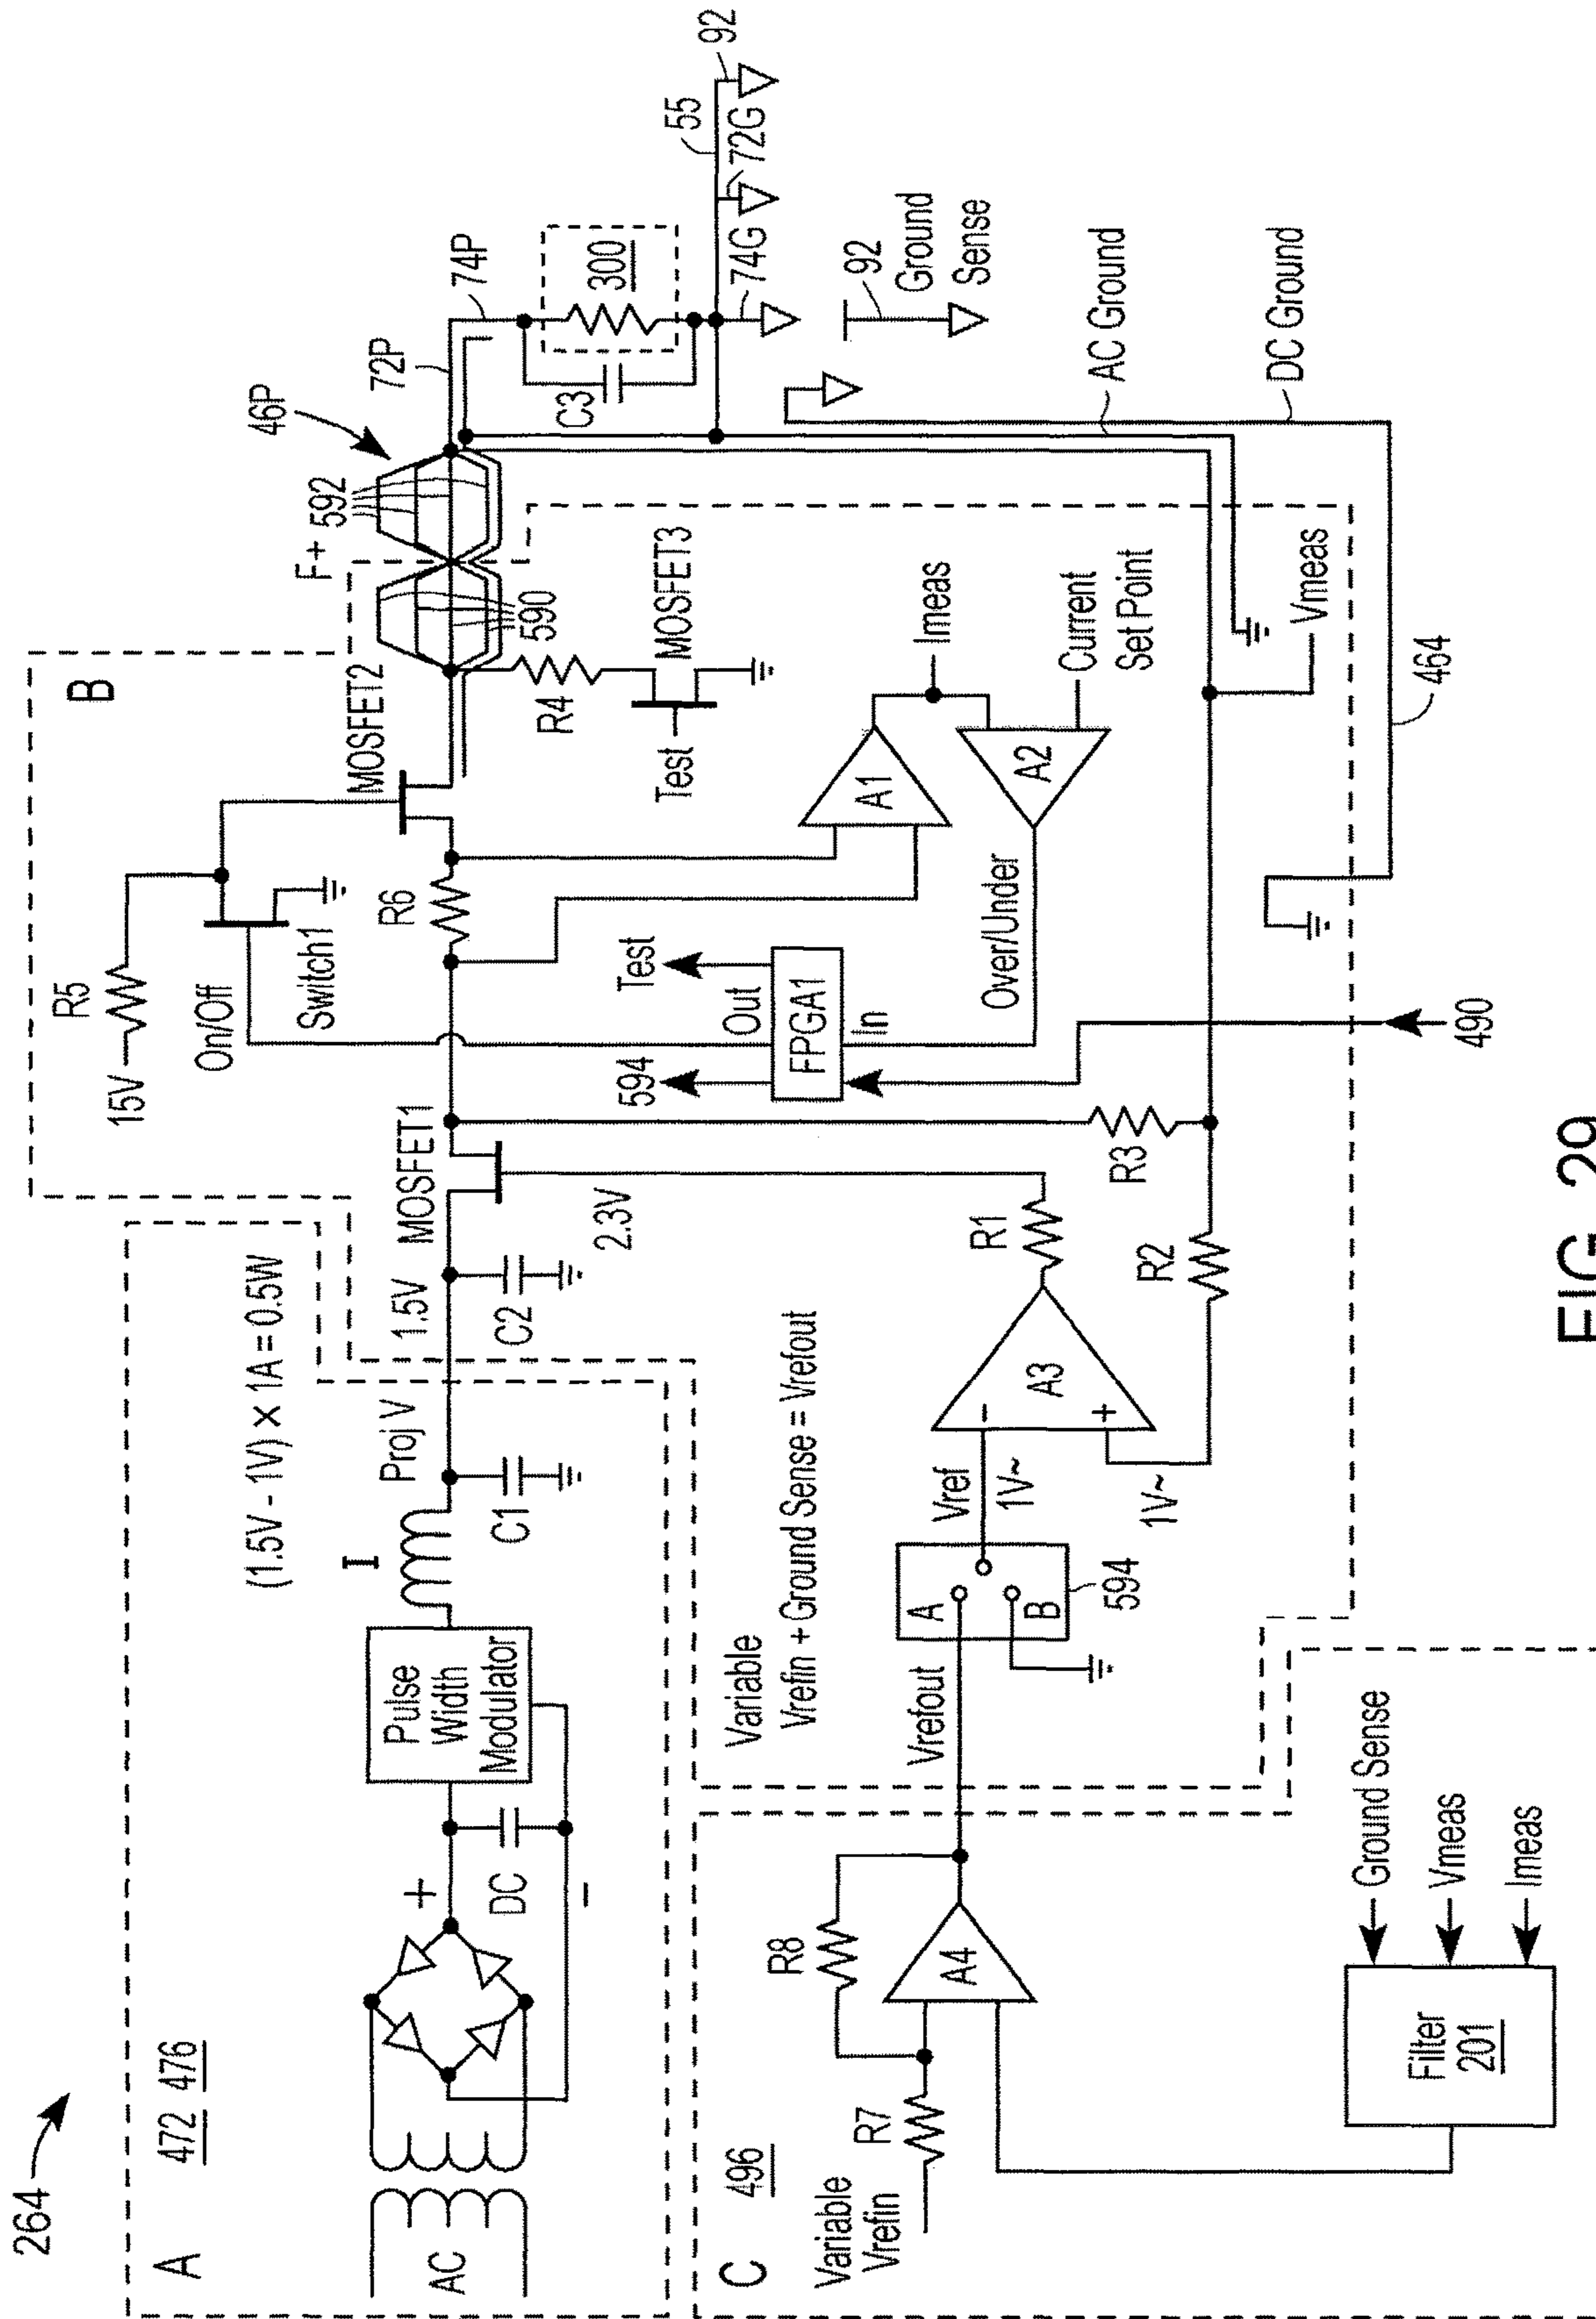 264
A
472 476
AC
+
DC
–
Pulse
Width
Modulator
I
(1.5V - 1V) × 1A = 0.5W
Proj V
C1
1.5V
C2
MOSFET1
2.3V
B
15V
R5
On/Off
Switch1
R6
MOSFET2
F+
592
590
46P
72P
74P
300
C3
55
92
72G
74G
92
Ground
Sense
AC Ground
DC Ground
R4
MOSFET3
Test
Test
594
Out
FPGA1
In
Over/Under
A1
A2
Imeas
Current
Set Point
Vmeas
464
490
R3
R1
R2
A3
-
+
Vref
1V~
1V~
Variable
Vrefin + Ground Sense = Vrefout
Vrefout
A
B
594
C
496
Variable
Vrefin
R7
R8
A4
Filter
201
Ground Sense
Vmeas
Imeas
FIG. 29